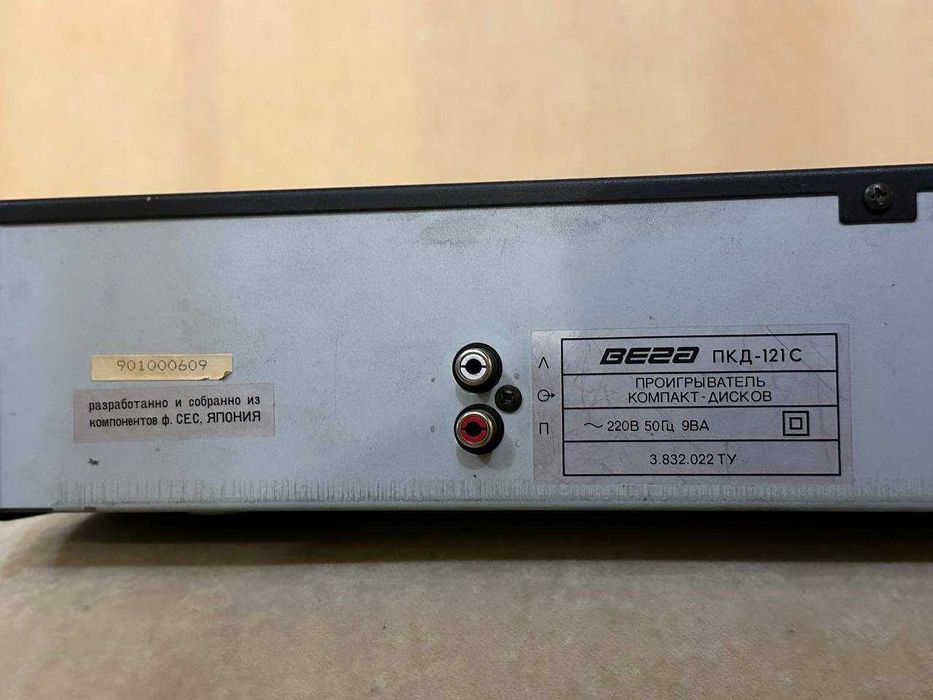 901000609
разработанно и собранно из
компонентов ф. СЕС, ЯПОНИЯ
Л
П
ВЕГА ПКД-121С
ПРОИГРЫВАТЕЛЬ
КОМПАКТ-ДИСКОВ
~ 220В 50Гц 9ВА
3.832.022 ТУ